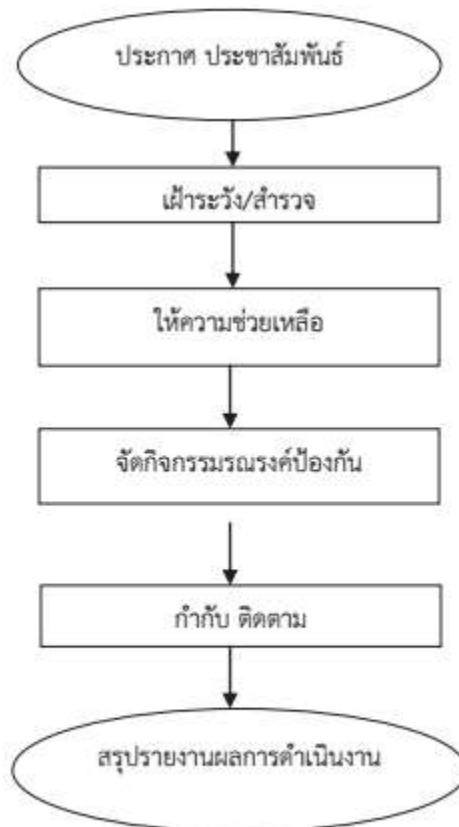 ประกาศ ประชาสัมพันธ์
เฝ้าระวัง/สำรวจ
ให้ความช่วยเหลือ
จัดกิจกรรมรณรงค์ป้องกัน
กำกับ ติดตาม
สรุปรายงานผลการดำเนินงาน